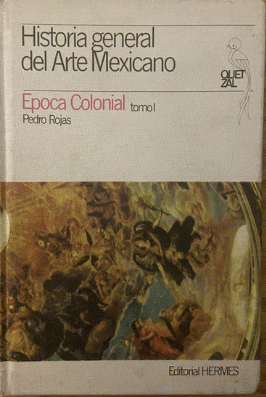 Historia general
del Arte Mexicano
QUET
ZAL
Epoca Colonial tomo I
Pedro Rojas
Editorial HERMES